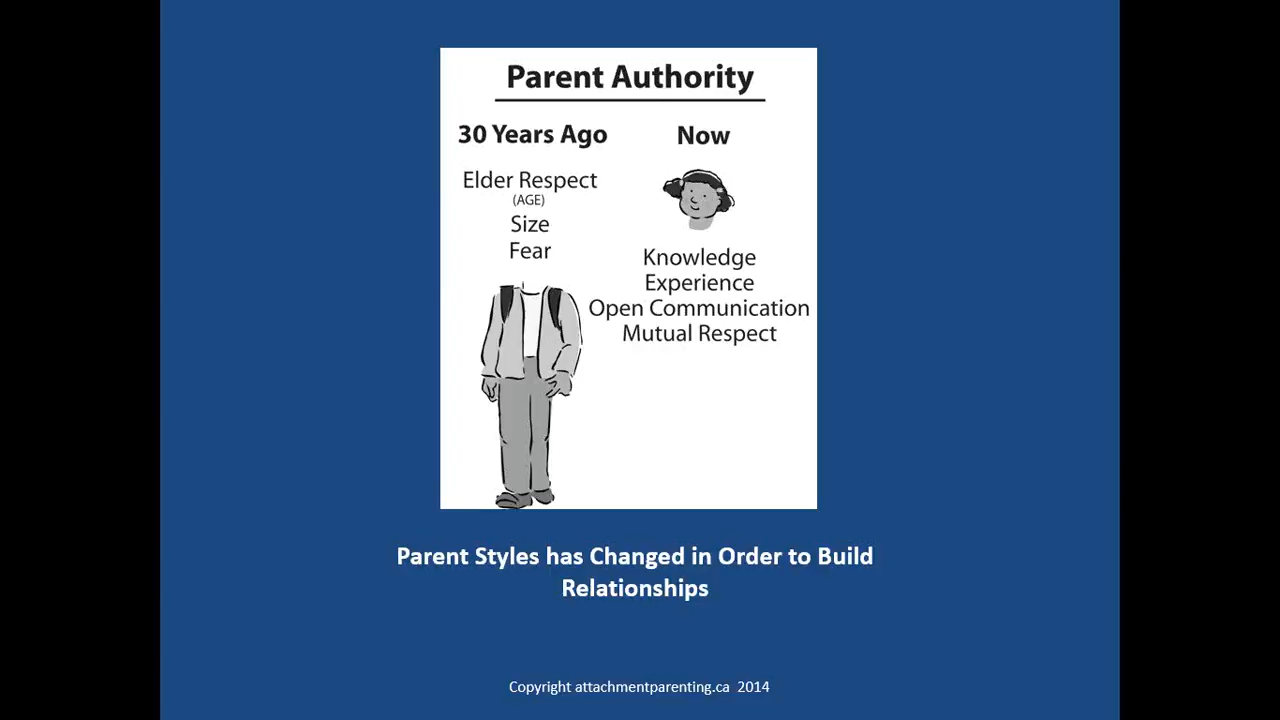 Parent Authority
30 Years Ago
Elder Respect
(AGE)
Size
Fear
Now
Knowledge
Experience
Open Communication
Mutual Respect
Parent Styles has Changed in Order to Build
Relationships
Copyright attachmentparenting.ca 2014